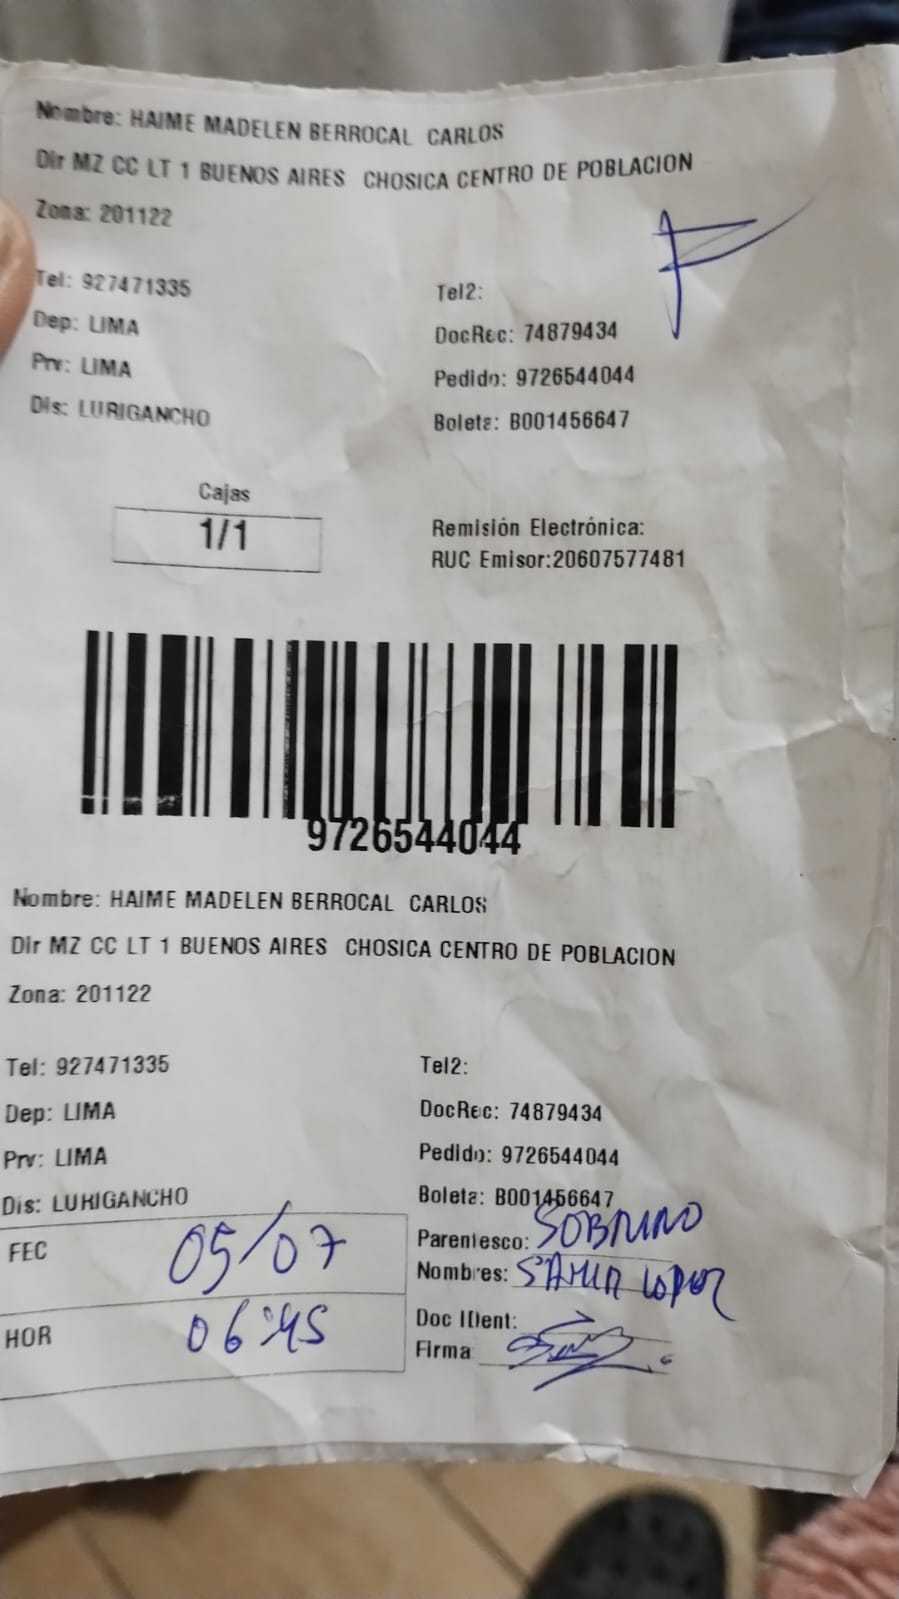 Nombre: HAIME MADELEN BERROCAL CARLOS
Dir MZ CC LT 1 BUENOS AIRES CHOSICA CENTRO DE POBLACION
Zona: 201122
Tel: 927471335 Tel2:
Dep: LIMA DocRec: 74879434
Prv: LIMA Pedido: 9726544044
Dis: LURIGANCHO Boleta: B001456647
Cajas
1/1
Remisión Electrónica:
RUC Emisor:20607577481
9726544044
Nombre: HAIME MADELEN BERROCAL CARLOS
Dir MZ CC LT 1 BUENOS AIRES CHOSICA CENTRO DE POBLACION
Zona: 201122
Tel: 927471335 Tel2:
Dep: LIMA DocRec: 74879434
Prv: LIMA Pedido: 9726544044
Dis: LURIGANCHO Boleta: B001456647
FEC 05/07 Parentesco: SOBRINO
Nombres: LOPEZ
HOR 06:45 Doc IDent:
Firma